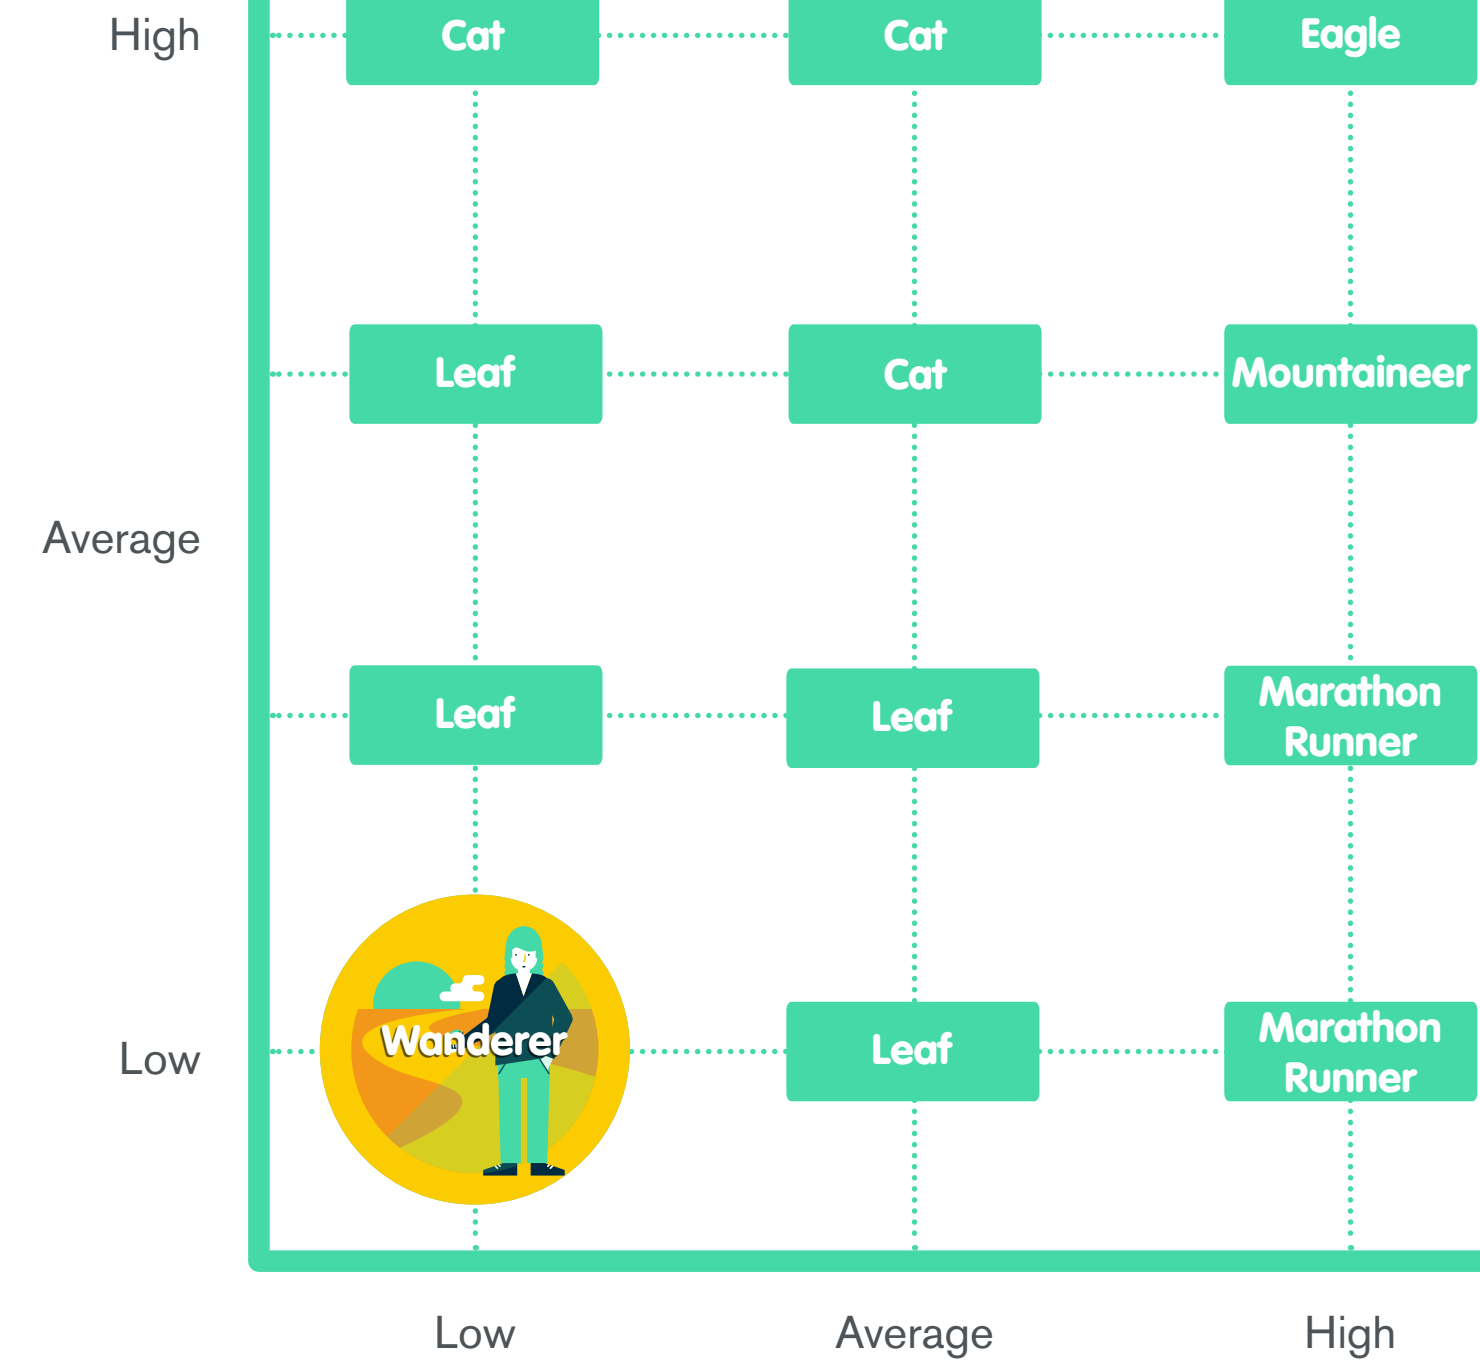 High
Cat
Cat
Eagle
Leaf
Cat
Mountaineer
Average
Leaf
Leaf
Marathon
Runner
Low
Wanderer
Leaf
Marathon
Runner
Low
Average
High